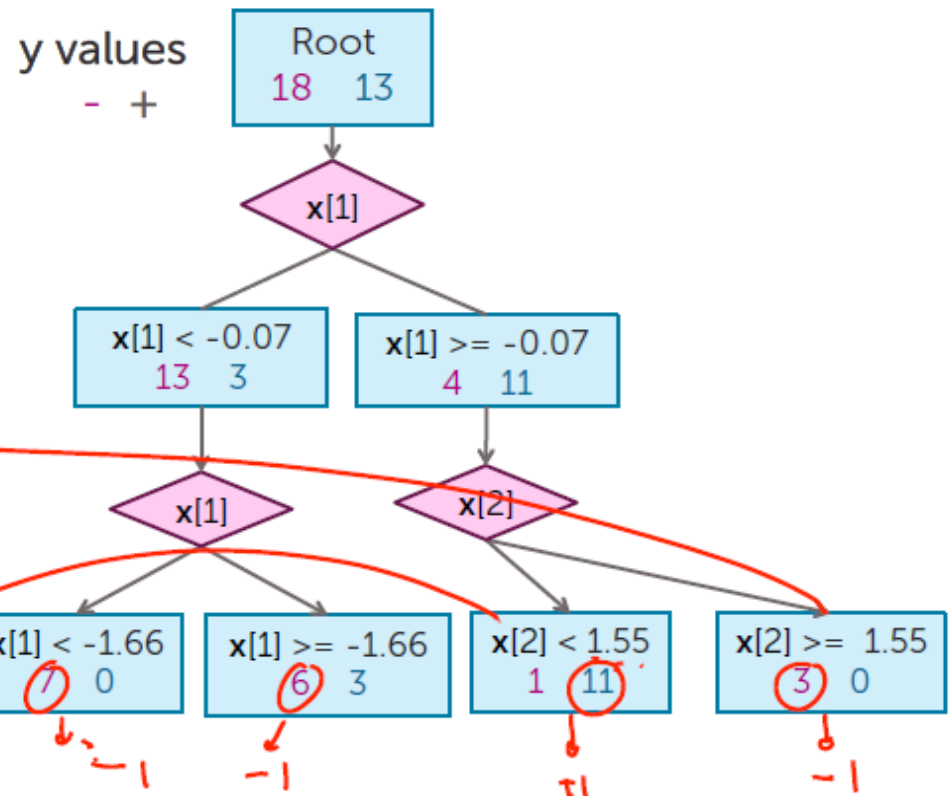 y values
- +
Root
18 13
x[1]
x[1] < -0.07
13 3
x[1] >= -0.07
4 11
x[1]
x[2]
x[1] < -1.66
7 0
x[1] >= -1.66
6 3
x[2] < 1.55
1 11
x[2] >= 1.55
3 0
-1
-1
+1
-1